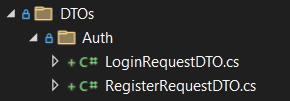 DTOs
Auth
C# LoginRequestDTO.cs
C# RegisterRequestDTO.cs